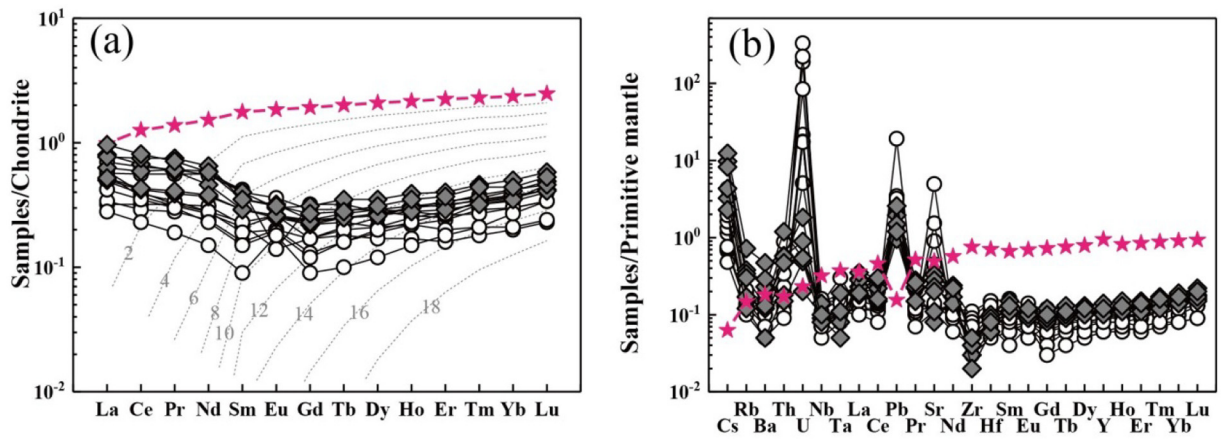 (a)
Samples/Chondrite
10¹
10⁰
10⁻¹
10⁻²
2
4
6
8
10
12
14
16
18
La Ce Pr Nd Sm Eu Gd Tb Dy Ho Er Tm Yb Lu
(b)
Samples/Primitive mantle
10²
10¹
10⁰
10⁻¹
10⁻²
Rb Th Nb La Pb Sr Zr Sm Gd Dy Ho Tm Lu
Cs Ba U Ta Ce Pr Nd Hf Eu Tb Y Er Yb